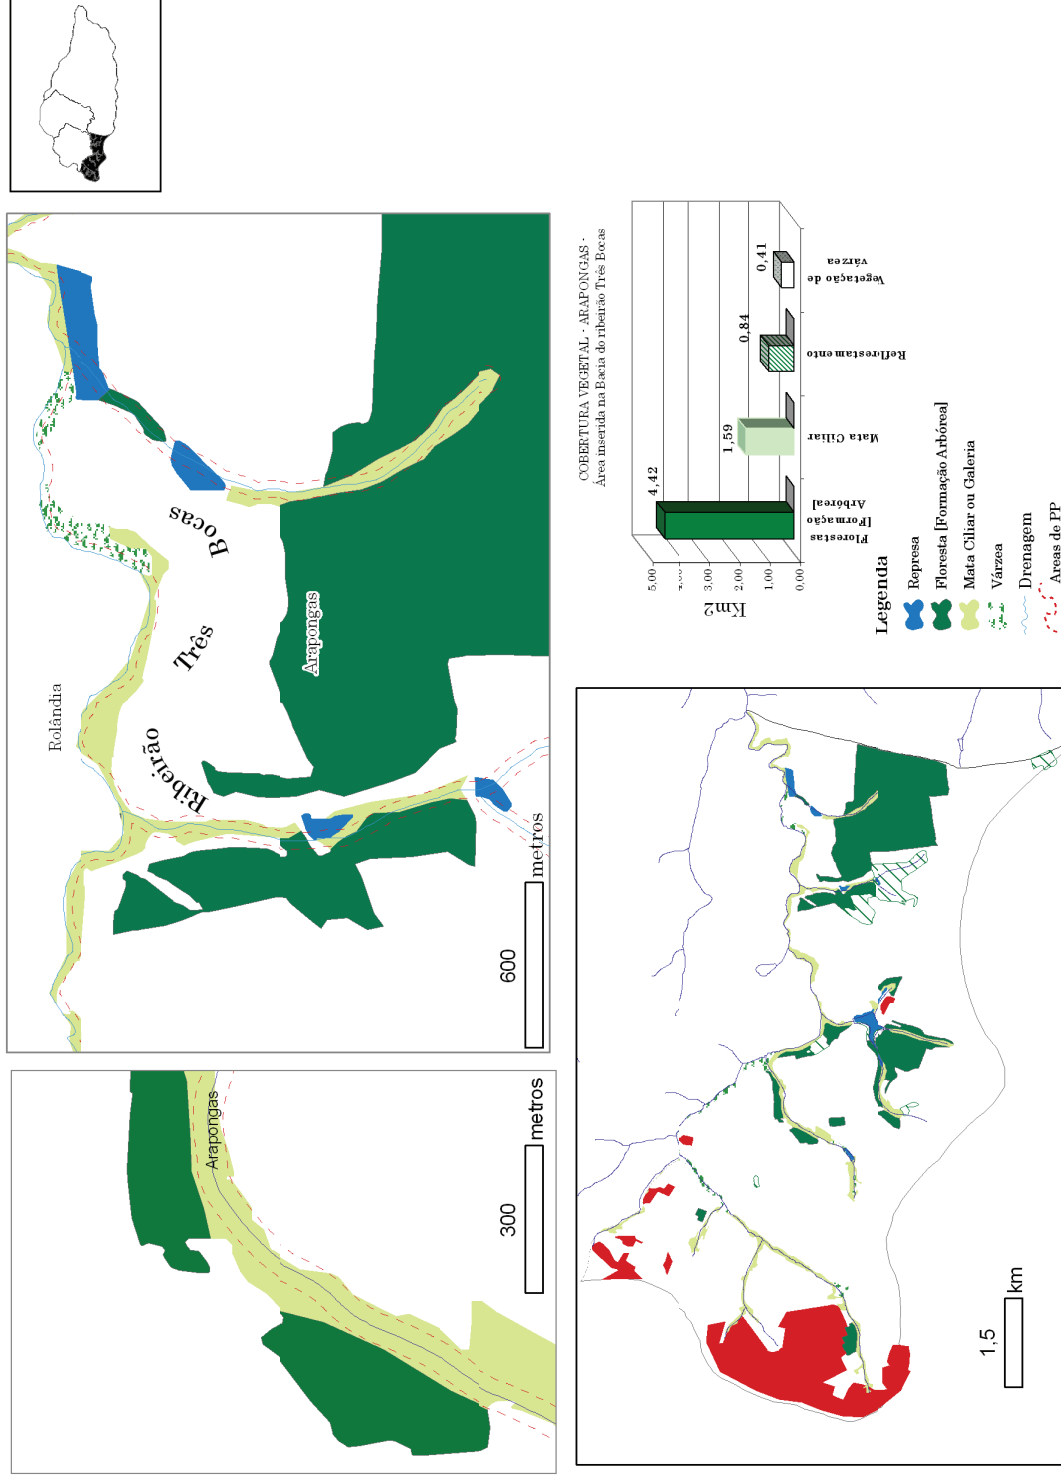 Rolândia
Ribeirão
Três
Bocas
Arapongas
600
metros
Arapongas
300
metros
COBERTURA VEGETAL - ARAPONGAS -
Área inserida na Bacia do ribeirão Três Bocas
Km2
5,00
3.00
2.00
1.00
0.00
4,42
1,59
0,84
0,41
Florestas
[Formação
Arbórea]
Mata Ciliar
Reflorestamento
Vegetação de
várzea
Legenda
Represa
Floresta [Formação Arbóreal]
Mata Ciliar ou Galeria
Várzea
Drenagem
Areas de PP
1,5
km